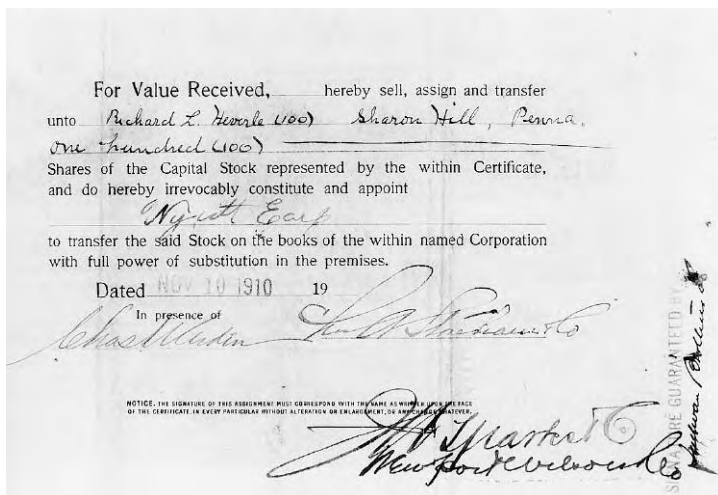 For Value Received, hereby sell, assign and transfer
unto Richard L. Heverle (100) Sharon Hill, Penna.
One hundred (100)
Shares of the Capital Stock represented by the within Certificate,
and do hereby irrevocably constitute and appoint
Wyatt Earp
to transfer the said Stock on the books of the within named Corporation
with full power of substitution in the premises.
Dated NOV 10 1910 19
In presence of
NOTICE. THE SIGNATURE OF THIS ASSIGNMENT MUST CORRESPOND WITH THE NAME AS WRITTEN UPON THE FACE
OF THE CERTIFICATE IN EVERY PARTICULAR WITHOUT ALTERATION OR ENLARGEMENT, OR ANY CHANGE WHATEVER.
SIGNATURE GUARANTEED BY